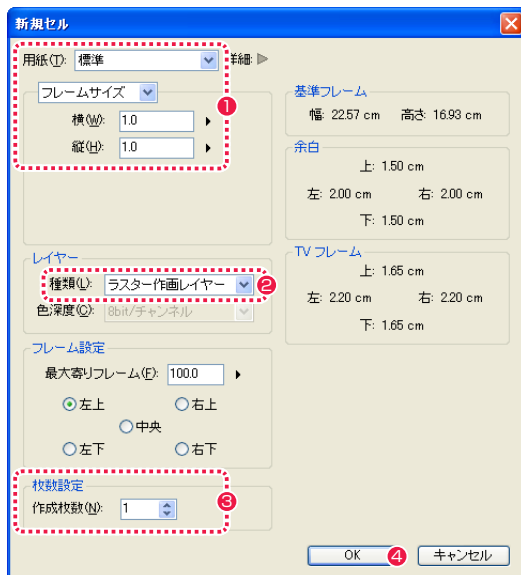 新規セル
用紙(T): 標準 詳細
フレームサイズ
❶
横(W): 1.0
縦(H): 1.0
レイヤー
種類(L): ラスター作画レイヤー ❷
色深度(C): 8bit/チャンネル
フレーム設定
最大寄りフレーム(F): 100.0
左上 右上
中央
左下 右下
枚数設定
❸
作成枚数(N): 1
基準フレーム
幅: 22.57 cm 高さ: 16.93 cm
余白
上: 1.50 cm
左: 2.00 cm 右: 2.00 cm
下: 1.50 cm
TV フレーム
上: 1.65 cm
左: 2.20 cm 右: 2.20 cm
下: 1.65 cm
OK ❹ キャンセル